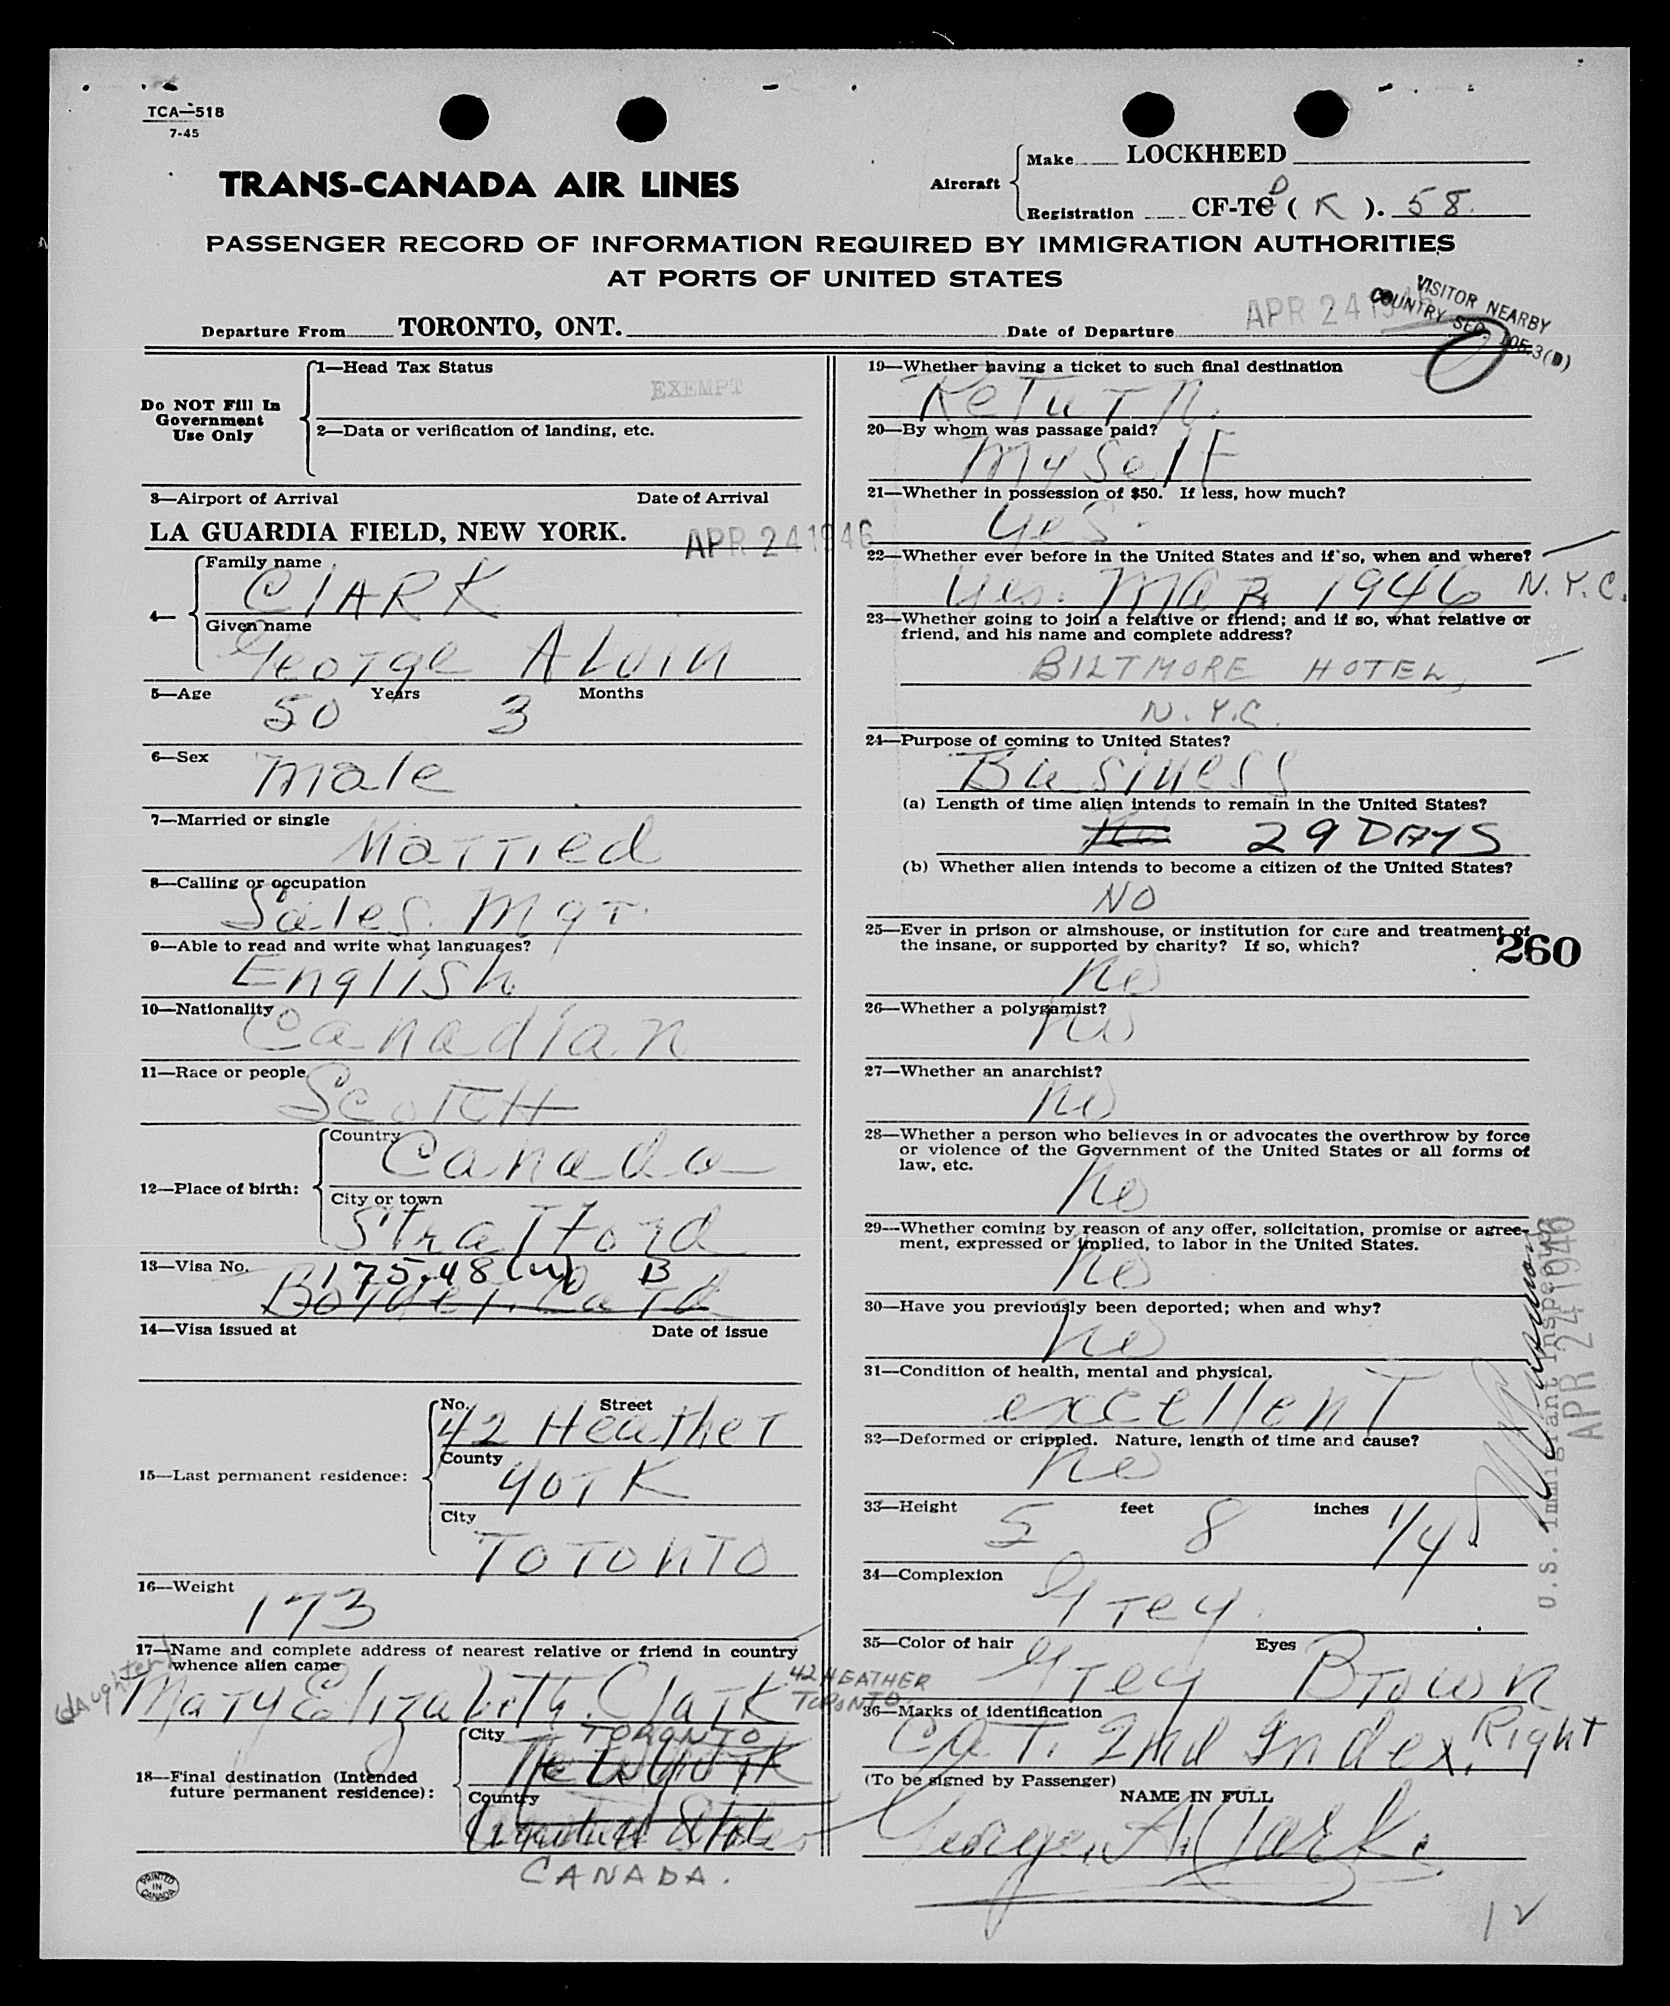 TCA—518
7-45
TRANS-CANADA AIR LINES
Aircraft
Make LOCKHEED
Registration CF-TC D ( K ). 58.
PASSENGER RECORD OF INFORMATION REQUIRED BY IMMIGRATION AUTHORITIES
AT PORTS OF UNITED STATES
VISITOR NEARBY
COUNTRY SEC. 105.3(D)
Departure From TORONTO, ONT.
Date of Departure APR 24 1946
Do NOT Fill In
Government
Use Only
1—Head Tax Status
EXEMPT
2—Data or verification of landing, etc.
3—Airport of Arrival Date of Arrival
LA GUARDIA FIELD, NEW YORK. APR 24 1946
4—
Family name
CLARK
Given name
George Alvin
5—Age 50 Years 3 Months
6—Sex male
7—Married or single
Married
8—Calling or occupation
Sales. Mgr.
9—Able to read and write what languages?
English
10—Nationality
Canadian
11—Race or people
Scotch
12—Place of birth:
Country
Canada
City or town
Stratford
13—Visa No. 175.48 (w) B
Border. Card
14—Visa issued at Date of issue
15—Last permanent residence:
No. Street
42 Heather
County
York
City
Toronto
16—Weight
173
17—Name and complete address of nearest relative or friend in country
whence alien came
(daughter) Mary Elizabeth. Clark 42 HEATHER
TORONTO.
18—Final destination (Intended
future permanent residence):
City TORONTO
New York
Country
United States
CANADA.
PRINTED
IN
CANADA
19—Whether having a ticket to such final destination
Return.
20—By whom was passage paid?
Myself
21—Whether in possession of $50. If less, how much?
Yes.
22—Whether ever before in the United States and if so, when and where?
Yes. Mar 1946 N.Y.C.
23—Whether going to join a relative or friend; and if so, what relative or
friend, and his name and complete address?
BILTMORE HOTEL,
N.Y.C.
24—Purpose of coming to United States?
Business
(a) Length of time alien intends to remain in the United States?
29 DAYS
(b) Whether alien intends to become a citizen of the United States?
NO
25—Ever in prison or almshouse, or institution for care and treatment of
the insane, or supported by charity? If so, which?
260
No
26—Whether a polygamist?
No
27—Whether an anarchist?
No
28—Whether a person who believes in or advocates the overthrow by force
or violence of the Government of the United States or all forms of
law, etc.
No
29—Whether coming by reason of any offer, solicitation, promise or agree-
ment, expressed or implied, to labor in the United States.
No
30—Have you previously been deported; when and why?
No
31—Condition of health, mental and physical.
excellent
32—Deformed or crippled. Nature, length of time and cause?
No
33—Height 5 feet 8 inches 1/4
34—Complexion
Grey.
35—Color of hair Grey Eyes Brown
36—Marks of identification
Cut. 2nd Index, Right
(To be signed by Passenger)
NAME IN FULL
George. A. Clark.
U.S. Immigrant Inspector
APR 24 1946
12